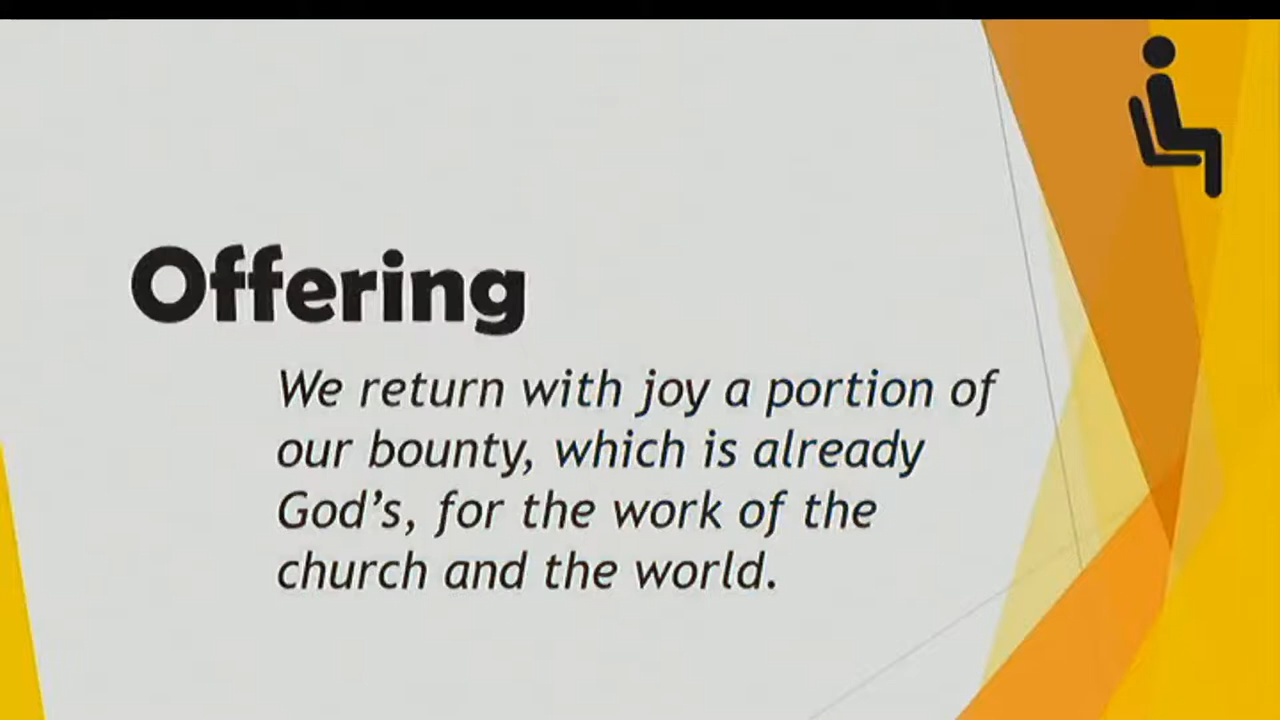 Offering
We return with joy a portion of
our bounty, which is already
God’s, for the work of the
church and the world.